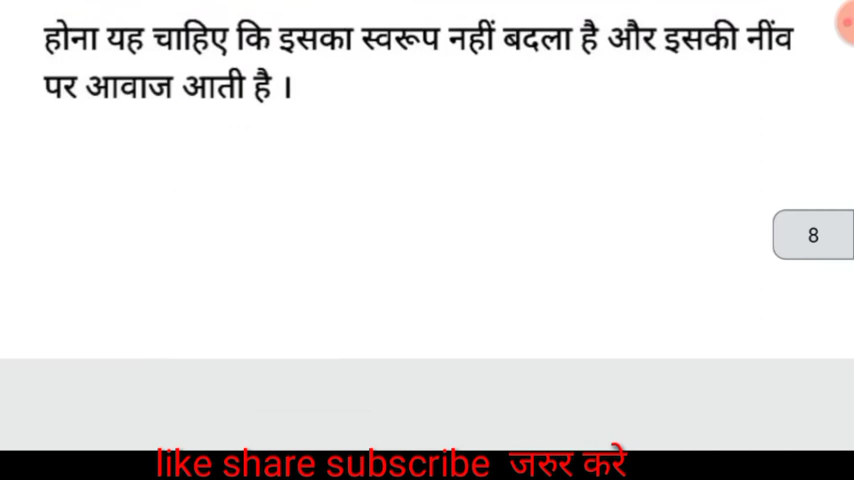 होना यह चाहिए कि इसका स्वरूप नहीं बदला है और इसकी नींव
पर आवाज आती है ।
8
like share subscribe जरुर करे